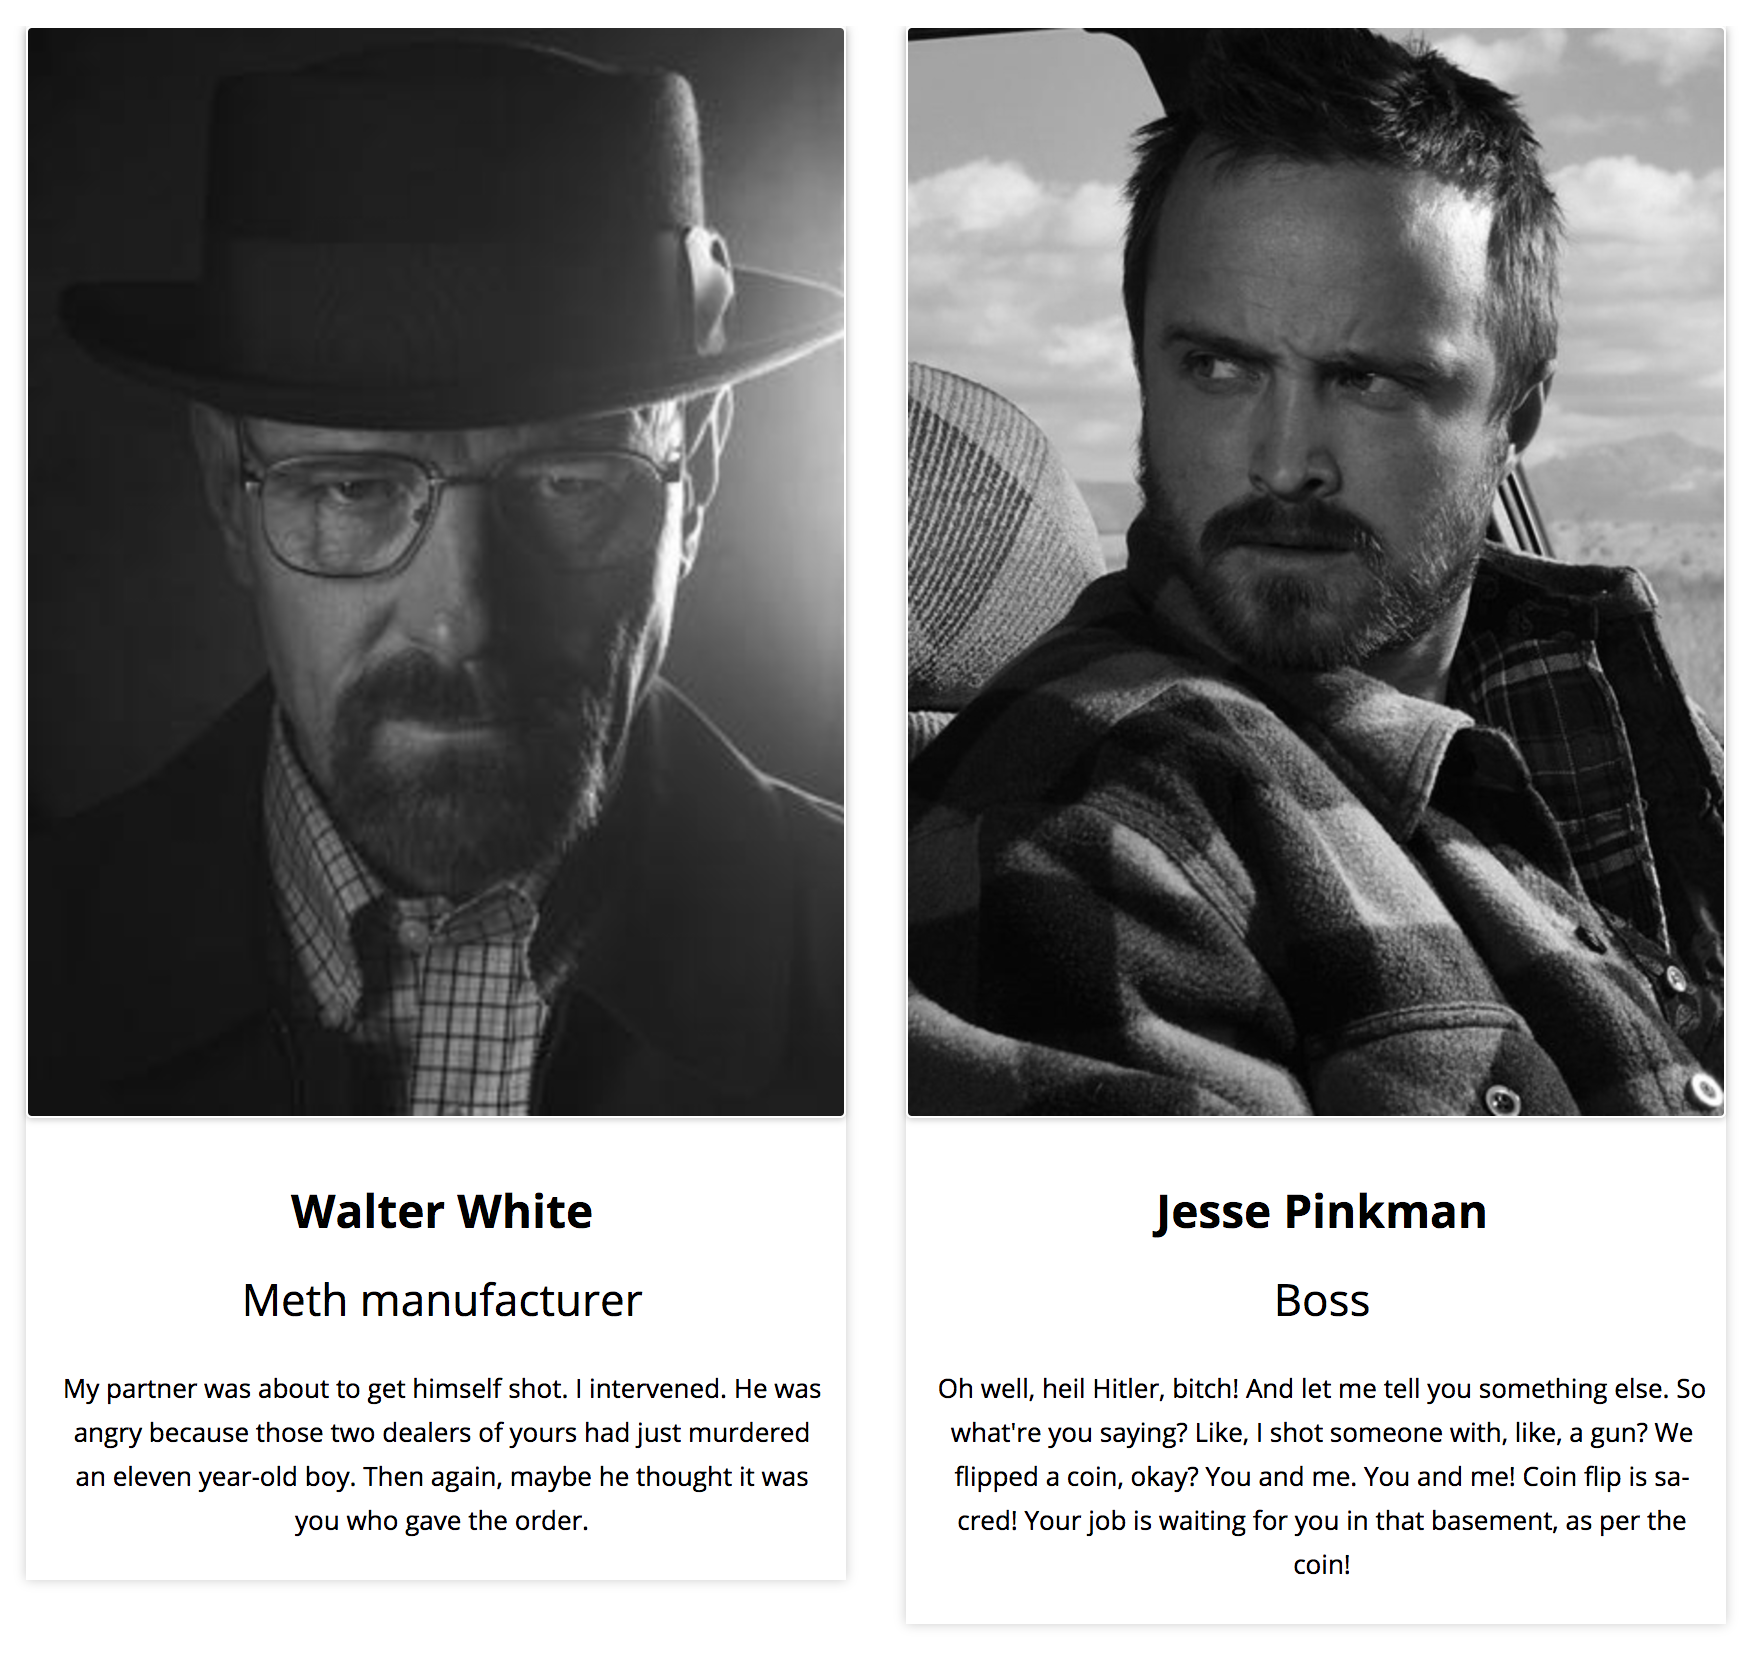 Walter White
Meth manufacturer
My partner was about to get himself shot. I intervened. He was
angry because those two dealers of yours had just murdered
an eleven year-old boy. Then again, maybe he thought it was
you who gave the order.
Jesse Pinkman
Boss
Oh well, heil Hitler, bitch! And let me tell you something else. So
what're you saying? Like, I shot someone with, like, a gun? We
flipped a coin, okay? You and me. You and me! Coin flip is sa-
cred! Your job is waiting for you in that basement, as per the
coin!